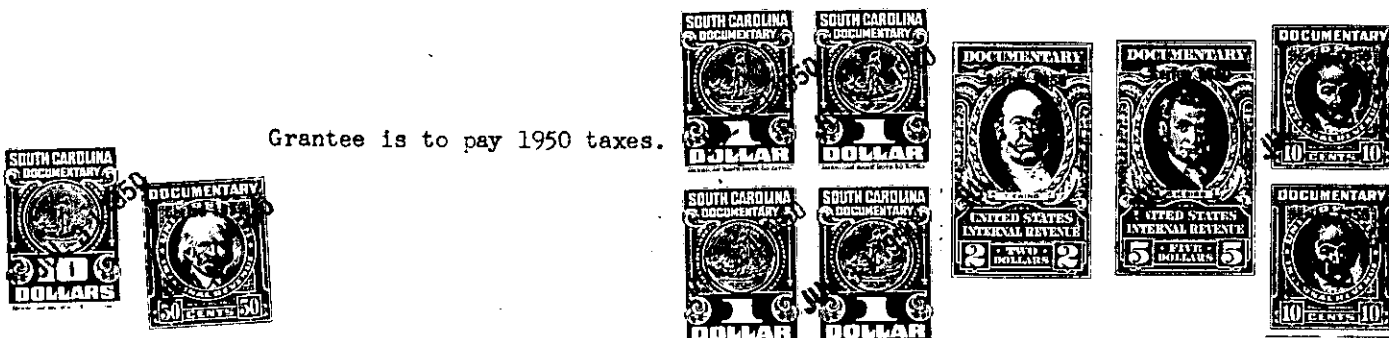 Grantee is to pay 1950 taxes.
SOUTH CAROLINA
DOCUMENTARY
1
DOLLAR
SOUTH CAROLINA
DOCUMENTARY
1
DOLLAR
DOCUMENTARY
UNITED STATES
INTERNAL REVENUE
2 TWO DOLLARS 2
DOCUMENTARY
UNITED STATES
INTERNAL REVENUE
5 FIVE DOLLARS 5
DOCUMENTARY
10 CENTS 10
SOUTH CAROLINA
DOCUMENTARY
10
DOLLARS
DOCUMENTARY
50 CENTS 50
SOUTH CAROLINA
DOCUMENTARY
1
DOLLAR
SOUTH CAROLINA
DOCUMENTARY
1
DOLLAR
DOCUMENTARY
10 CENTS 10